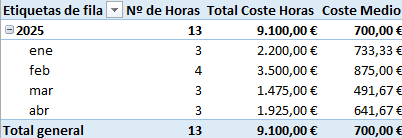 Etiquetas de fila Nº de Horas Total Coste Horas Coste Medio
2025 13 9.100,00 € 700,00 €
ene 3 2.200,00 € 733,33 €
feb 4 3.500,00 € 875,00 €
mar 3 1.475,00 € 491,67 €
abr 3 1.925,00 € 641,67 €
Total general 13 9.100,00 € 700,00 €